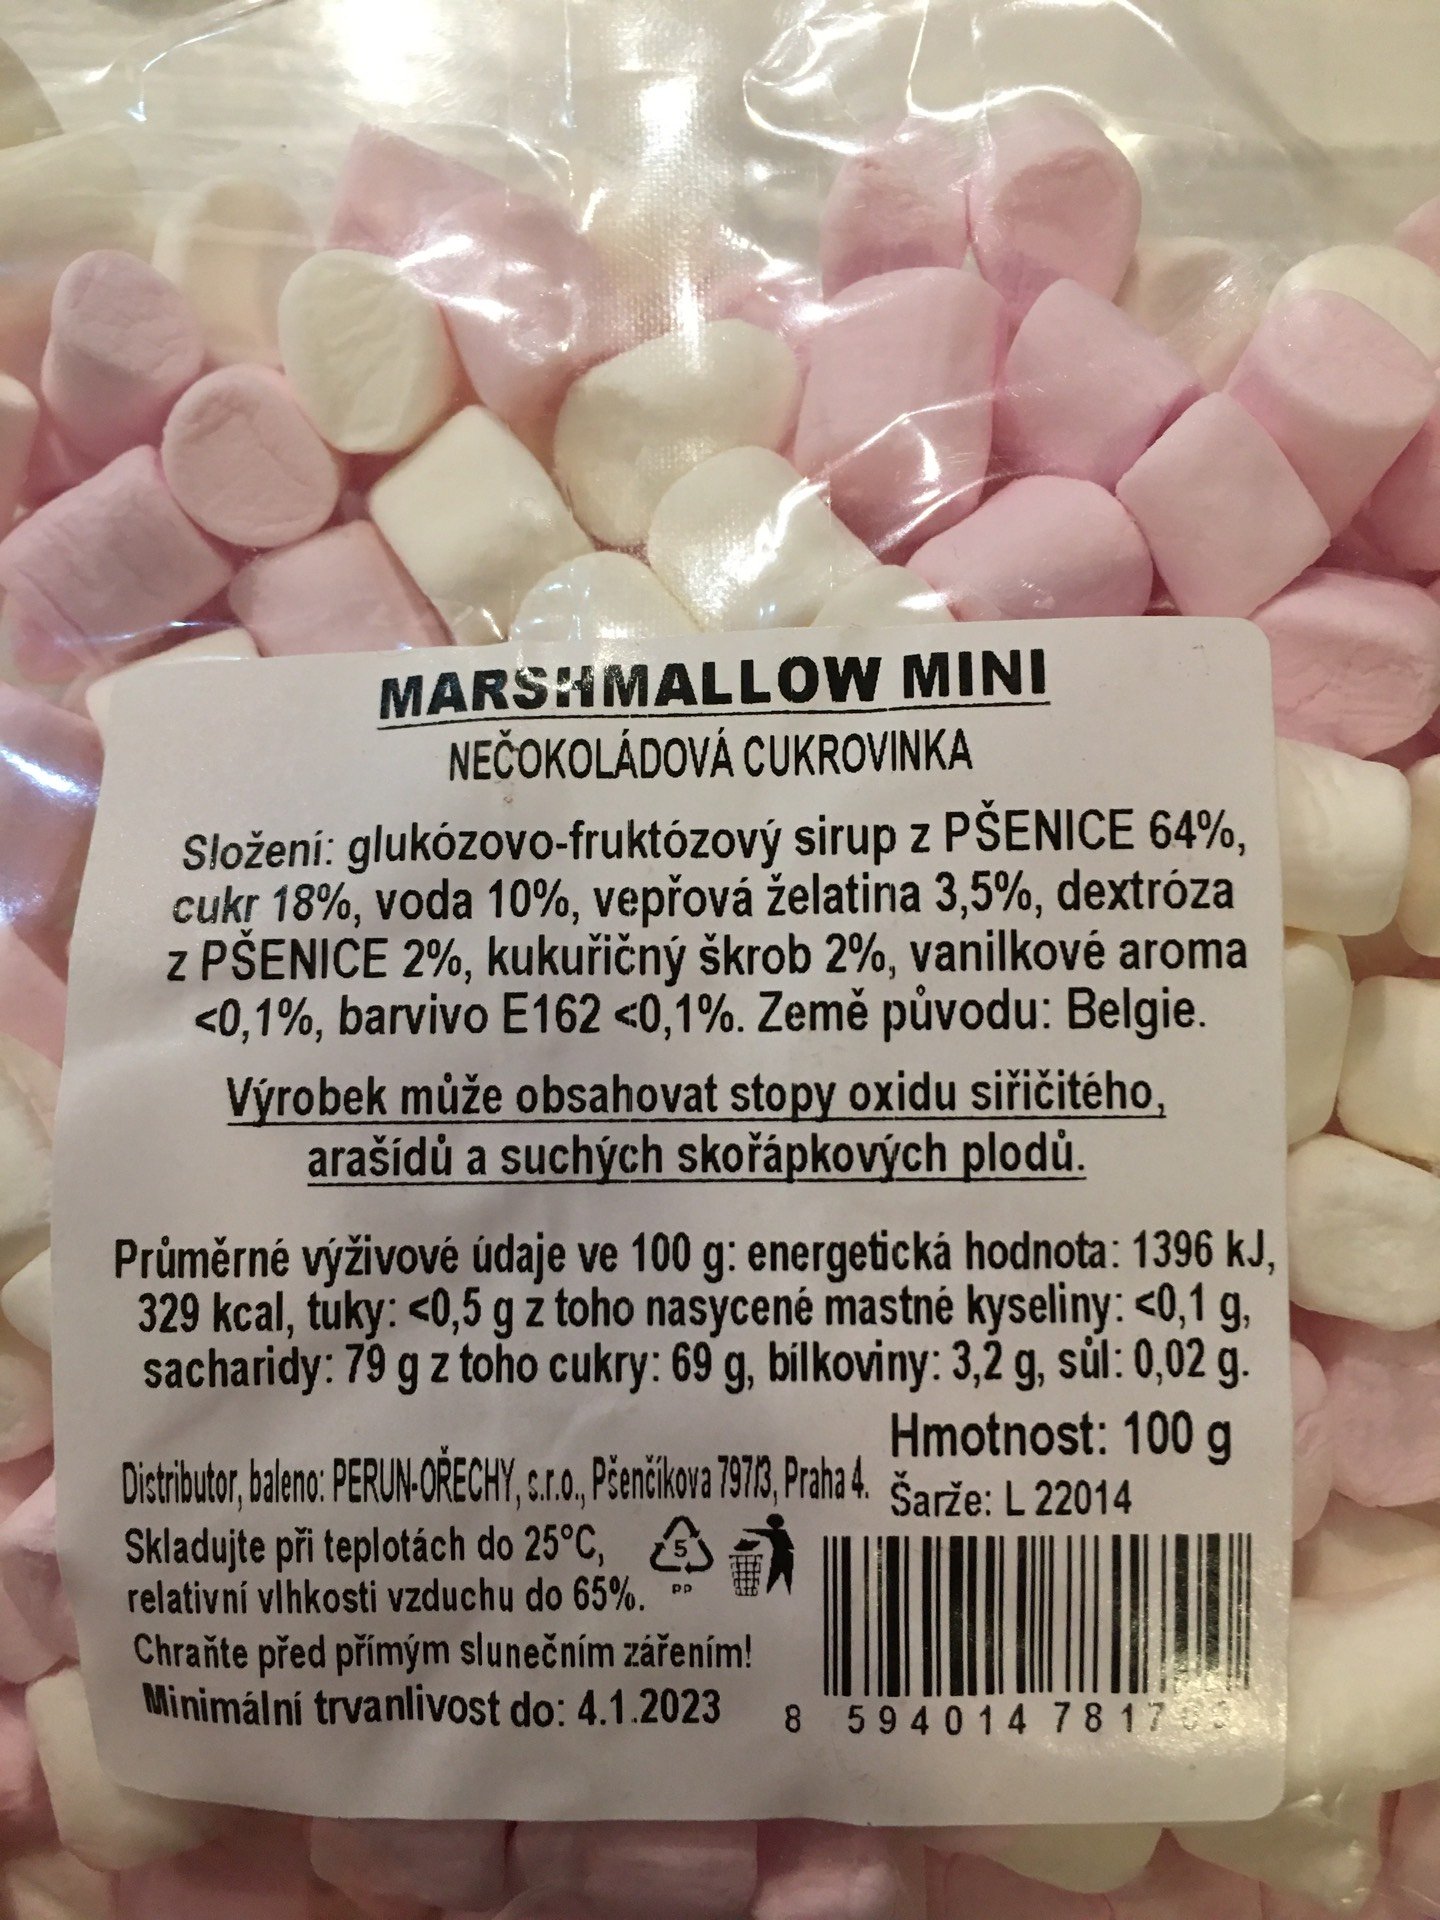 MARSHMALLOW MINI
NEČOKOLÁDOVÁ CUKROVINKA
Složení: glukózovo-fruktózový sirup z PŠENICE 64%,
cukr 18%, voda 10%, vepřová želatina 3,5%, dextróza
z PŠENICE 2%, kukuřičný škrob 2%, vanilkové aroma
<0,1%, barvivo E162 <0,1%. Země původu: Belgie.
Výrobek může obsahovat stopy oxidu siřičitého,
arašídů a suchých skořápkových plodů.
Průměrné výživové údaje ve 100 g: energetická hodnota: 1396 kJ,
329 kcal, tuky: <0,5 g z toho nasycené mastné kyseliny: <0,1 g,
sacharidy: 79 g z toho cukry: 69 g, bílkoviny: 3,2 g, sůl: 0,02 g.
Hmotnost: 100 g
Distributor, baleno: PERUN-OŘECHY, s.r.o., Pšenčíkova 797/3, Praha 4.
Šarže: L 22014
Skladujte při teplotách do 25°C,
relativní vlhkosti vzduchu do 65%.
5
PP
Chraňte před přímým slunečním zářením!
Minimální trvanlivost do: 4.1.2023
8 594014